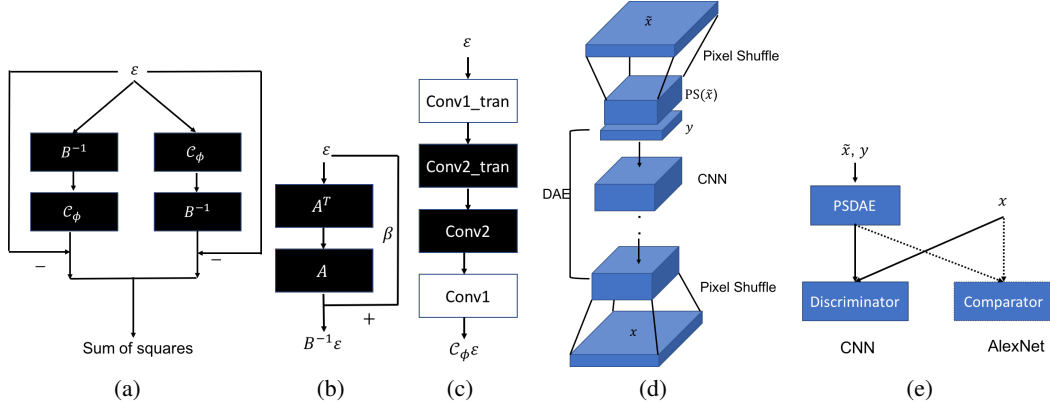 ε
B⁻¹
𝒞ϕ
𝒞ϕ
B⁻¹
−
−
Sum of squares
(a)
ε
Aᵀ
A
β
+
B⁻¹ε
(b)
ε
Conv1_tran
Conv2_tran
Conv2
Conv1
𝒞ϕε
(c)
x̃
Pixel Shuffle
PS(x̃)
y
DAE
CNN
Pixel Shuffle
x
(d)
x̃, y
PSDAE
x
Discriminator
Comparator
CNN
AlexNet
(e)